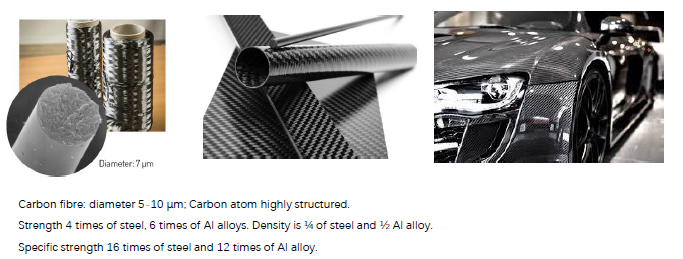 Diameter: 7 μm
Carbon fibre: diameter 5-10 μm; Carbon atom highly structured.
Strength 4 times of steel, 6 times of Al alloys. Density is ¼ of steel and ½ Al alloy.
Specific strength 16 times of steel and 12 times of Al alloy.